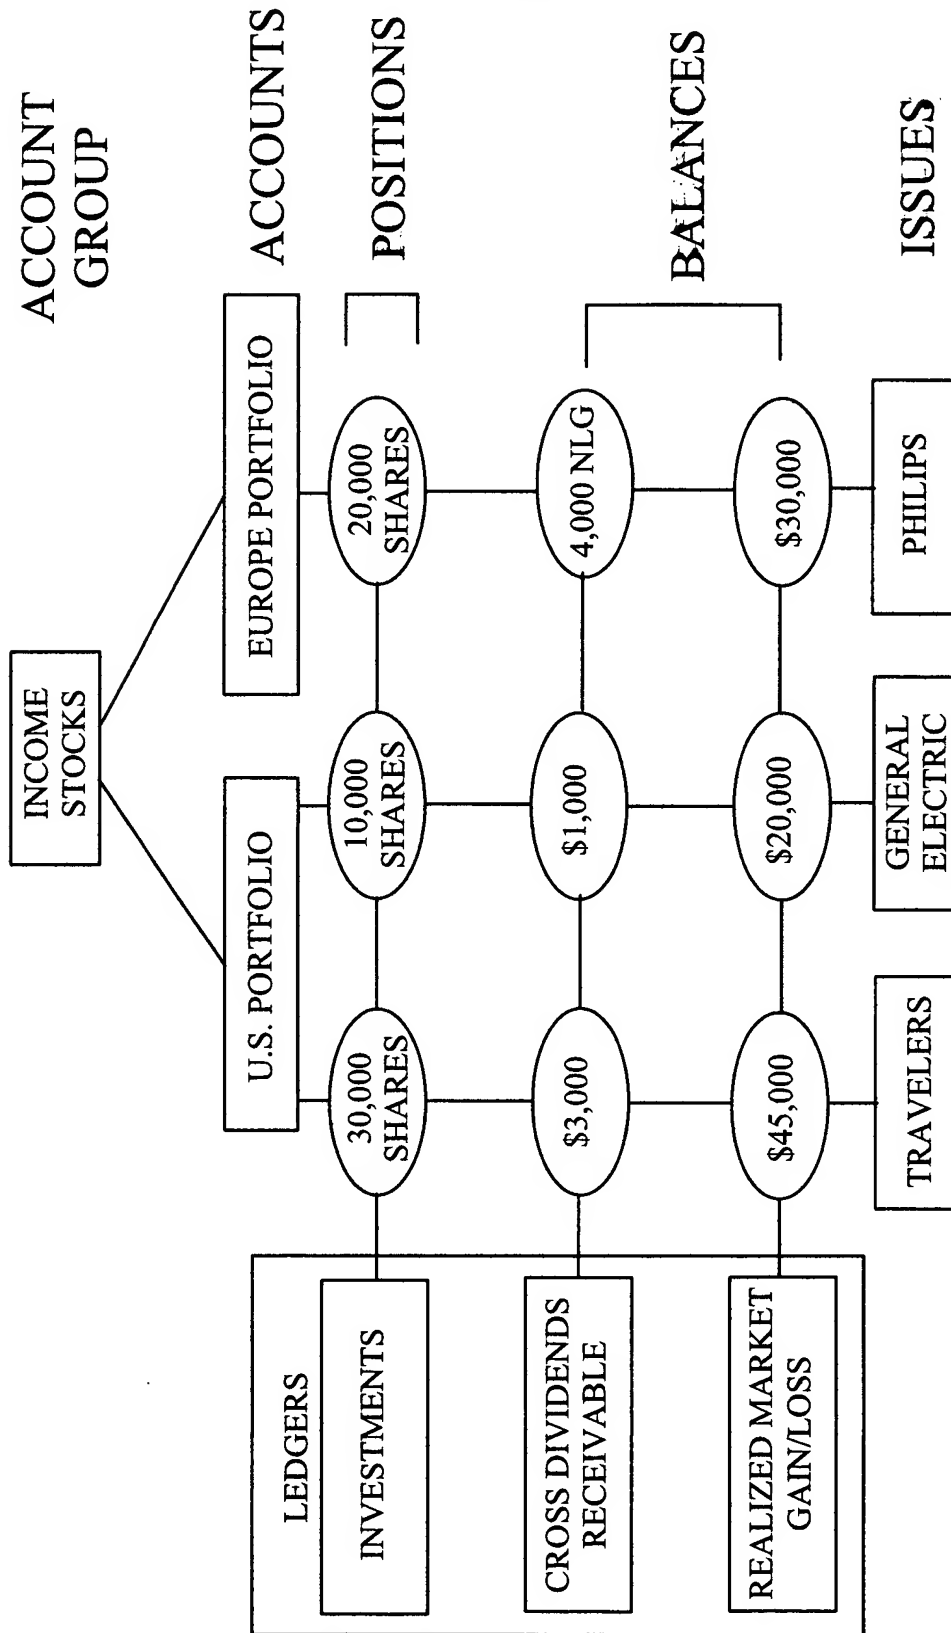 ACCOUNT
GROUP
INCOME
STOCKS
ACCOUNTS
U.S. PORTFOLIO
EUROPE PORTFOLIO
LEDGERS
INVESTMENTS
30,000
SHARES
10,000
SHARES
20,000
SHARES
POSITIONS
CROSS DIVIDENDS
RECEIVABLE
$3,000
$1,000
4,000 NLG
BALANCES
REALIZED MARKET
GAIN/LOSS
$45,000
$20,000
$30,000
TRAVELERS
GENERAL
ELECTRIC
PHILIPS
ISSUES